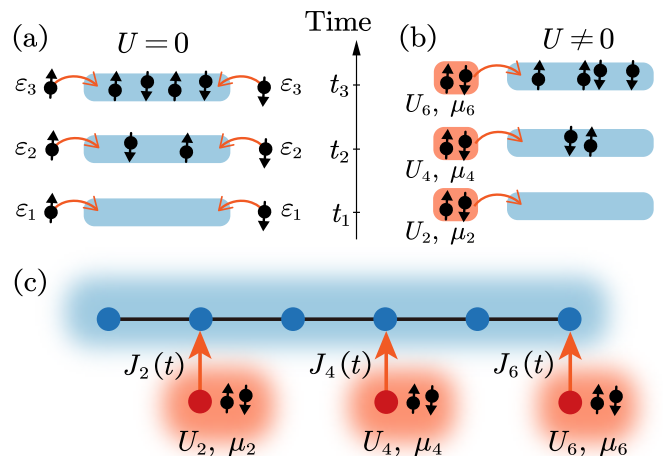 (a) U = 0 Time (b) U ≠ 0
ε₃ ε₃ t₃ U₆, μ₆
ε₂ ε₂ t₂ U₄, μ₄
ε₁ ε₁ t₁ U₂, μ₂
(c)
J₂(t) J₄(t) J₆(t)
U₂, μ₂ U₄, μ₄ U₆, μ₆